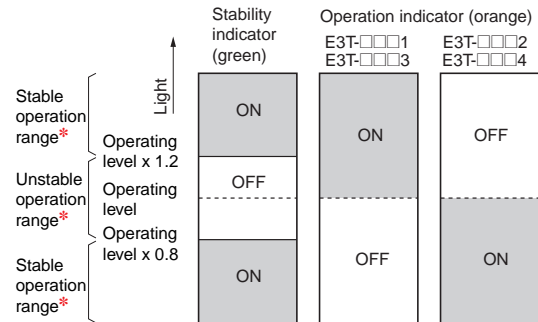 Stability
indicator
(green)
Operation indicator (orange)
E3T-□□□1
E3T-□□□3
E3T-□□□2
E3T-□□□4
Light
Stable
operation
range*
ON
ON
OFF
Operating
level x 1.2
Unstable
operation
range*
OFF
Operating
level
Operating
level x 0.8
Stable
operation
range*
ON
OFF
ON